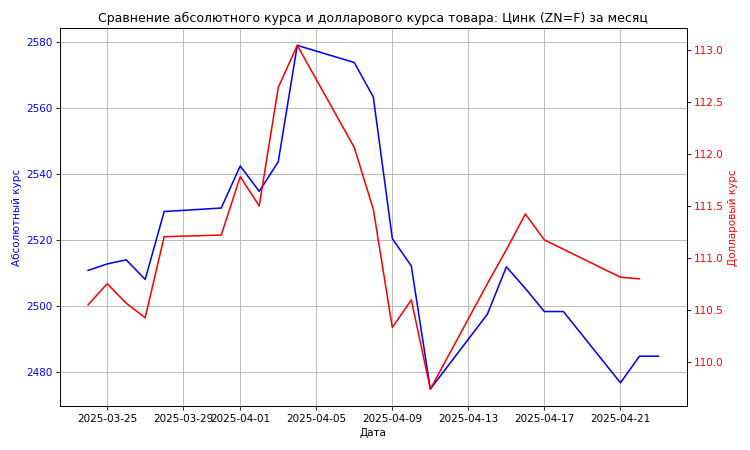 Сравнение абсолютного курса и долларового курса товара: Цинк (ZN=F) за месяц
2580
2560
2540
2520
2500
2480
Абсолютный курс
113.0
112.5
112.0
111.5
111.0
110.5
110.0
Долларовый курс
2025-03-25 2025-03-29 2025-04-01 2025-04-05 2025-04-09 2025-04-13 2025-04-17 2025-04-21
Дата